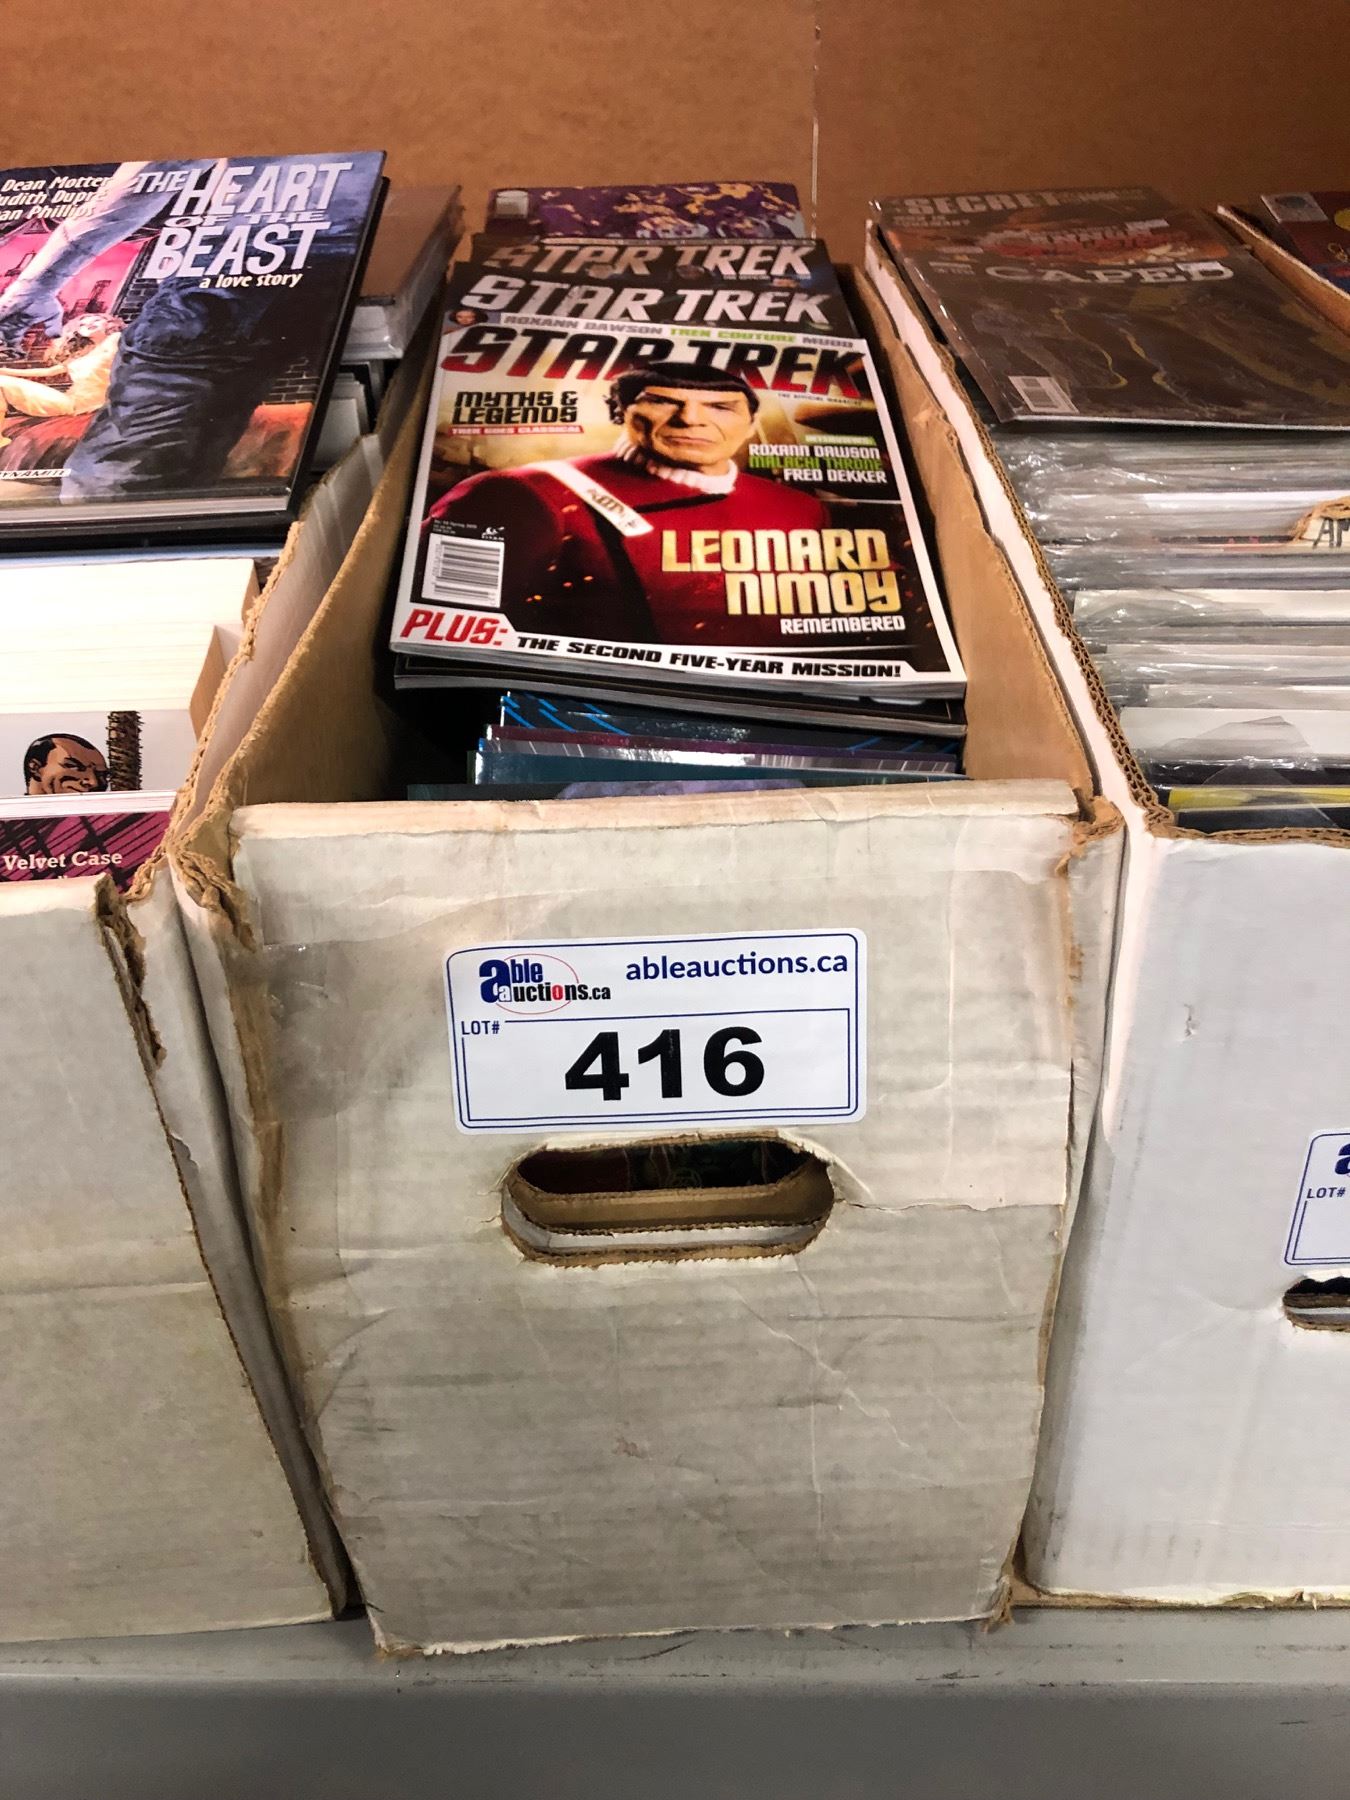 Dean Motter
Judith Dupré
an Phillips
THE HEART
OF THE
BEAST
a love story
DYNAMITE
Velvet Case
STAR TREK
STAR TREK
ROXANN DAWSON TREK COUTURE MUDD
STAR TREK
THE OFFICIAL MAGAZINE
MYTHS &
LEGENDS
TREK GOES CLASSICAL
INTERVIEWS:
ROXANN DAWSON
MALACHI THRONE
FRED DEKKER
LEONARD
NIMOY
REMEMBERED
TITAN
PLUS: THE SECOND FIVE-YEAR MISSION!
SECRET
CAPED
AM
able
auctions.ca
ableauctions.ca
LOT#
416
LOT#